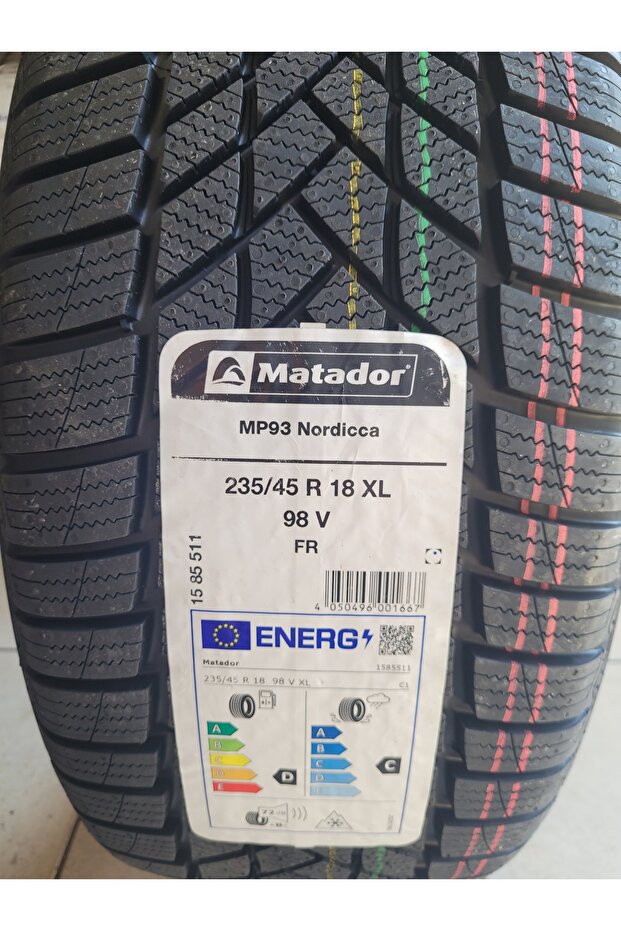 Matador
MP93 Nordicca
235/45 R 18 XL
98 V
FR
15 85 511
4 050496 001667
ENERG
Matador 1585511
235/45 R 18 98 V XL C1
A A
B B
C C
D D
E E
D
C